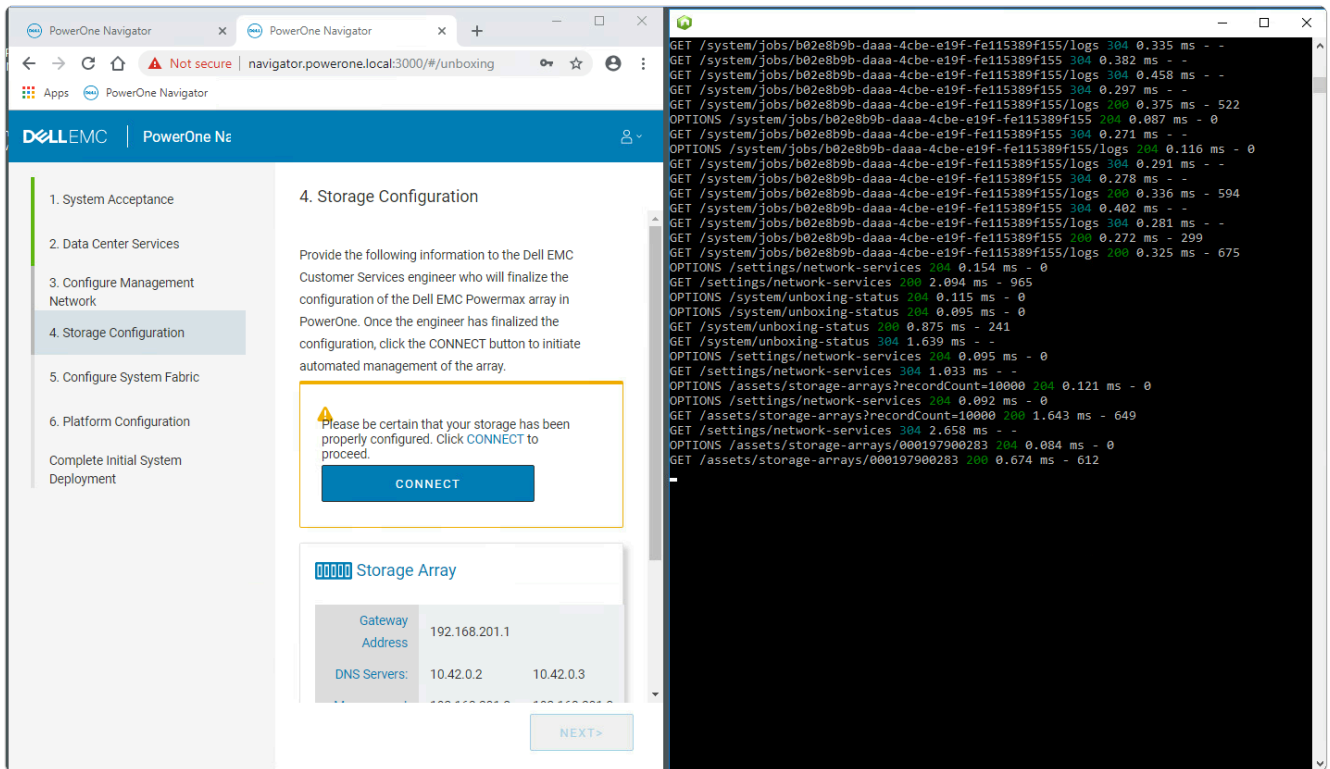 PowerOne Navigator
PowerOne Navigator
Not secure | navigator.powerone.local:3000/#/unboxing
Apps PowerOne Navigator
DELLEMC | PowerOne Na
1. System Acceptance
2. Data Center Services
3. Configure Management
Network
4. Storage Configuration
5. Configure System Fabric
6. Platform Configuration
Complete Initial System
Deployment
4. Storage Configuration
Provide the following information to the Dell EMC
Customer Services engineer who will finalize the
configuration of the Dell EMC Powermax array in
PowerOne. Once the engineer has finalized the
configuration, click the CONNECT button to initiate
automated management of the array.
Please be certain that your storage has been
properly configured. Click CONNECT to
proceed.
CONNECT
Storage Array
Gateway
Address
192.168.201.1
DNS Servers: 10.42.0.2 10.42.0.3
NEXT>
GET /system/jobs/b02e8b9b-daaa-4cbe-e19f-fe115389f155/logs 304 0.335 ms - -
GET /system/jobs/b02e8b9b-daaa-4cbe-e19f-fe115389f155 304 0.382 ms - -
GET /system/jobs/b02e8b9b-daaa-4cbe-e19f-fe115389f155/logs 304 0.458 ms - -
GET /system/jobs/b02e8b9b-daaa-4cbe-e19f-fe115389f155 304 0.297 ms - -
GET /system/jobs/b02e8b9b-daaa-4cbe-e19f-fe115389f155/logs 200 0.375 ms - 522
OPTIONS /system/jobs/b02e8b9b-daaa-4cbe-e19f-fe115389f155 204 0.087 ms - 0
GET /system/jobs/b02e8b9b-daaa-4cbe-e19f-fe115389f155 304 0.271 ms - -
OPTIONS /system/jobs/b02e8b9b-daaa-4cbe-e19f-fe115389f155/logs 204 0.116 ms - 0
GET /system/jobs/b02e8b9b-daaa-4cbe-e19f-fe115389f155/logs 304 0.291 ms - -
GET /system/jobs/b02e8b9b-daaa-4cbe-e19f-fe115389f155 304 0.278 ms - -
GET /system/jobs/b02e8b9b-daaa-4cbe-e19f-fe115389f155/logs 200 0.336 ms - 594
GET /system/jobs/b02e8b9b-daaa-4cbe-e19f-fe115389f155 304 0.402 ms - -
GET /system/jobs/b02e8b9b-daaa-4cbe-e19f-fe115389f155/logs 304 0.281 ms - -
GET /system/jobs/b02e8b9b-daaa-4cbe-e19f-fe115389f155 200 0.272 ms - 299
GET /system/jobs/b02e8b9b-daaa-4cbe-e19f-fe115389f155/logs 200 0.325 ms - 675
OPTIONS /settings/network-services 204 0.154 ms - 0
GET /settings/network-services 200 2.094 ms - 965
OPTIONS /system/unboxing-status 204 0.115 ms - 0
OPTIONS /system/unboxing-status 204 0.095 ms - 0
GET /system/unboxing-status 200 0.875 ms - 241
GET /system/unboxing-status 304 1.639 ms - -
OPTIONS /settings/network-services 204 0.095 ms - 0
GET /settings/network-services 304 1.033 ms - -
OPTIONS /assets/storage-arrays?recordCount=10000 204 0.121 ms - 0
OPTIONS /settings/network-services 204 0.092 ms - 0
GET /assets/storage-arrays?recordCount=10000 200 1.643 ms - 649
GET /settings/network-services 304 2.658 ms - -
OPTIONS /assets/storage-arrays/000197900283 204 0.084 ms - 0
GET /assets/storage-arrays/000197900283 200 0.674 ms - 612